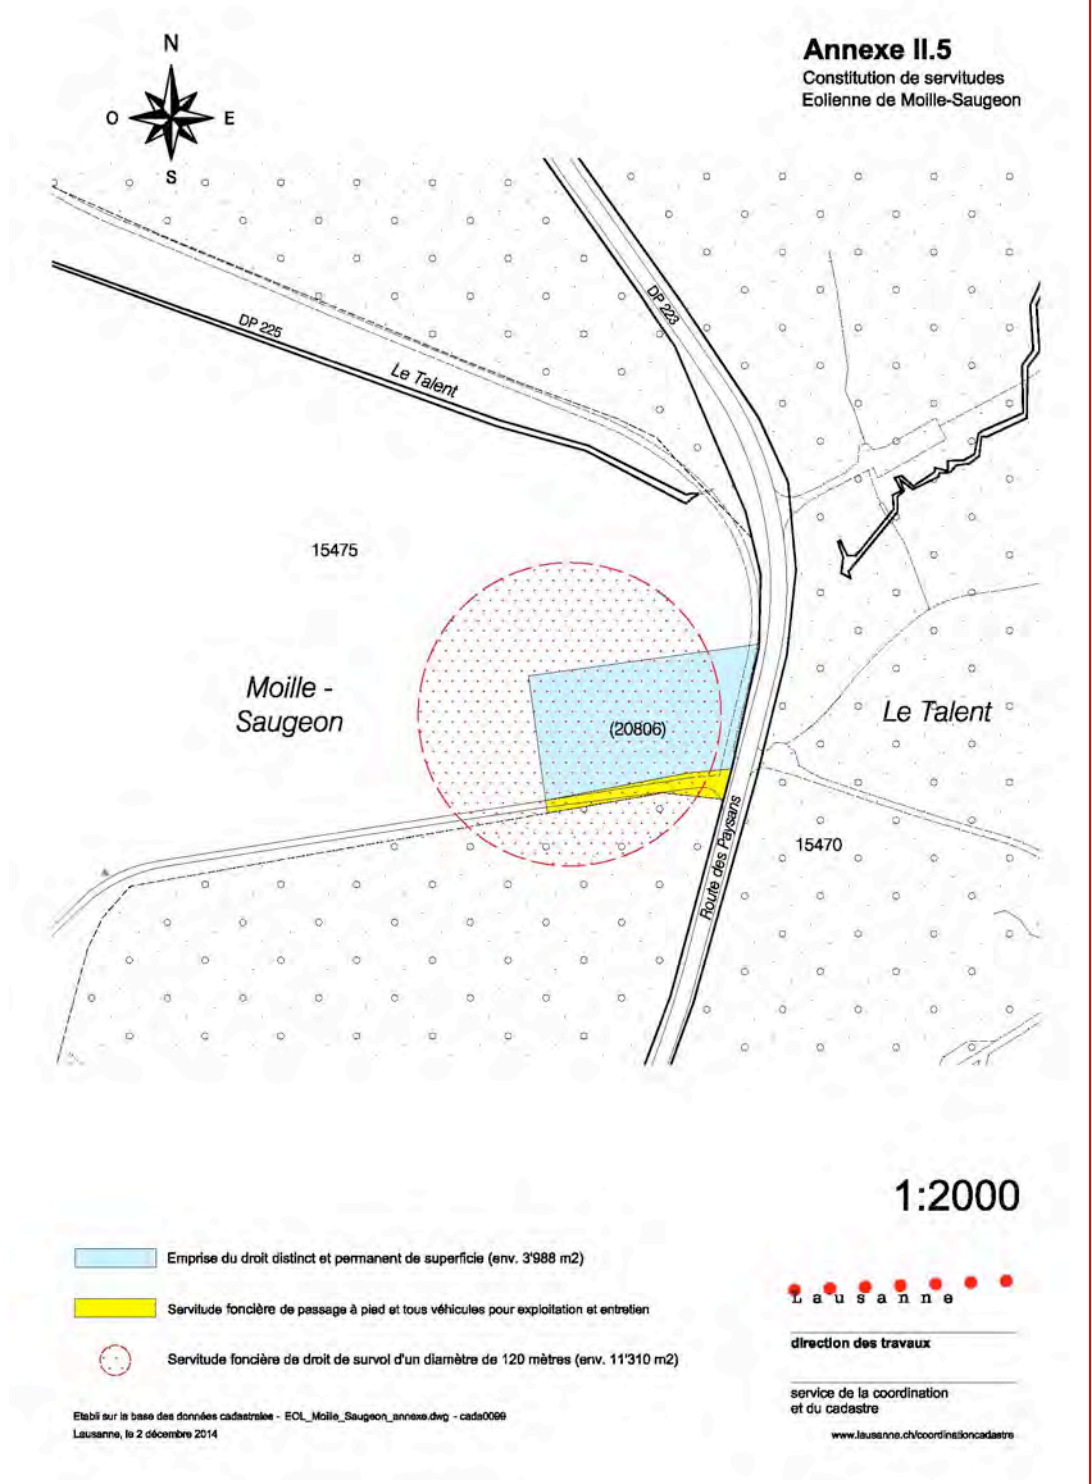 N
O
E
S
Annexe II.5
Constitution de servitudes
Eolienne de Moille-Saugeon
DP 223
DP 225
Le Talent
15475
Moille -
Saugeon
(20806)
Le Talent
Route des Paysans
15470
1:2000
Emprise du droit distinct et permanent de superficie (env. 3'988 m2)
Servitude foncière de passage à pied et tous véhicules pour exploitation et entretien
Servitude foncière de droit de survol d'un diamètre de 120 mètres (env. 11'310 m2)
Lausanne
direction des travaux
service de la coordination
et du cadastre
Etabli sur la base des données cadastrales - EOL_Moille_Saugeon_annexe.dwg - cada0099
Lausanne, le 2 décembre 2014
www.lausanne.ch/coordinationcadastre